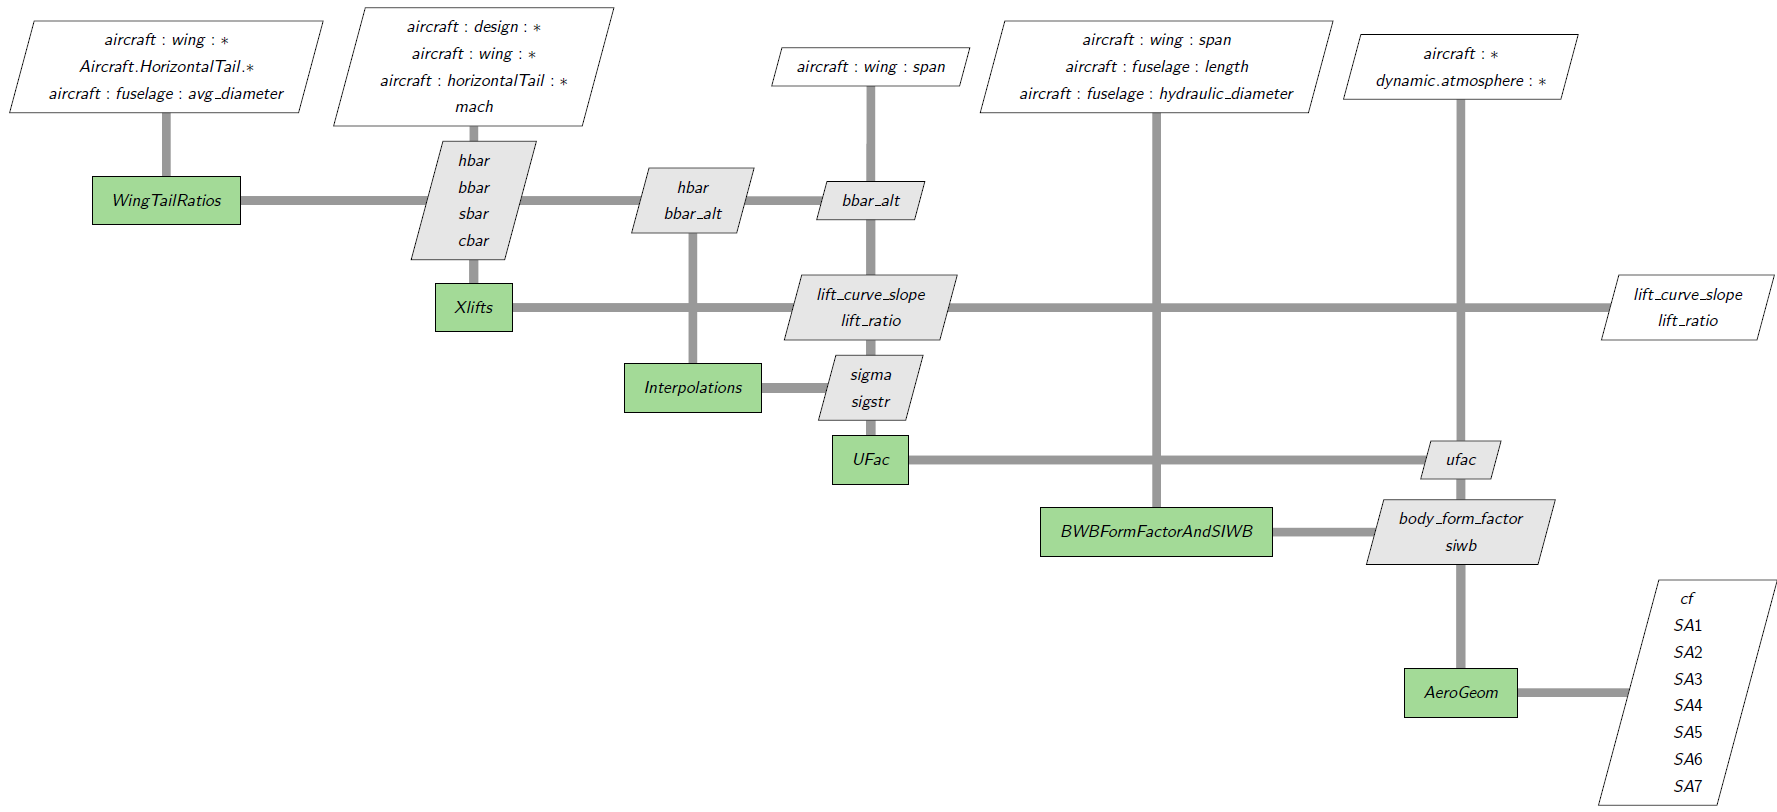 aircraft : wing : *
Aircraft.HorizontalTail.*
aircraft : fuselage : avg_diameter
aircraft : design : *
aircraft : wing : *
aircraft : horizontalTail : *
mach
aircraft : wing : span
aircraft : wing : span
aircraft : fuselage : length
aircraft : fuselage : hydraulic_diameter
aircraft : *
dynamic.atmosphere : *
WingTailRatios
hbar
bbar
sbar
cbar
hbar
bbar_alt
bbar_alt
Xlifts
lift_curve_slope
lift_ratio
lift_curve_slope
lift_ratio
Interpolations
sigma
sigstr
UFac
ufac
BWBFormFactorAndSIWB
body_form_factor
siwb
AeroGeom
cf
SA1
SA2
SA3
SA4
SA5
SA6
SA7